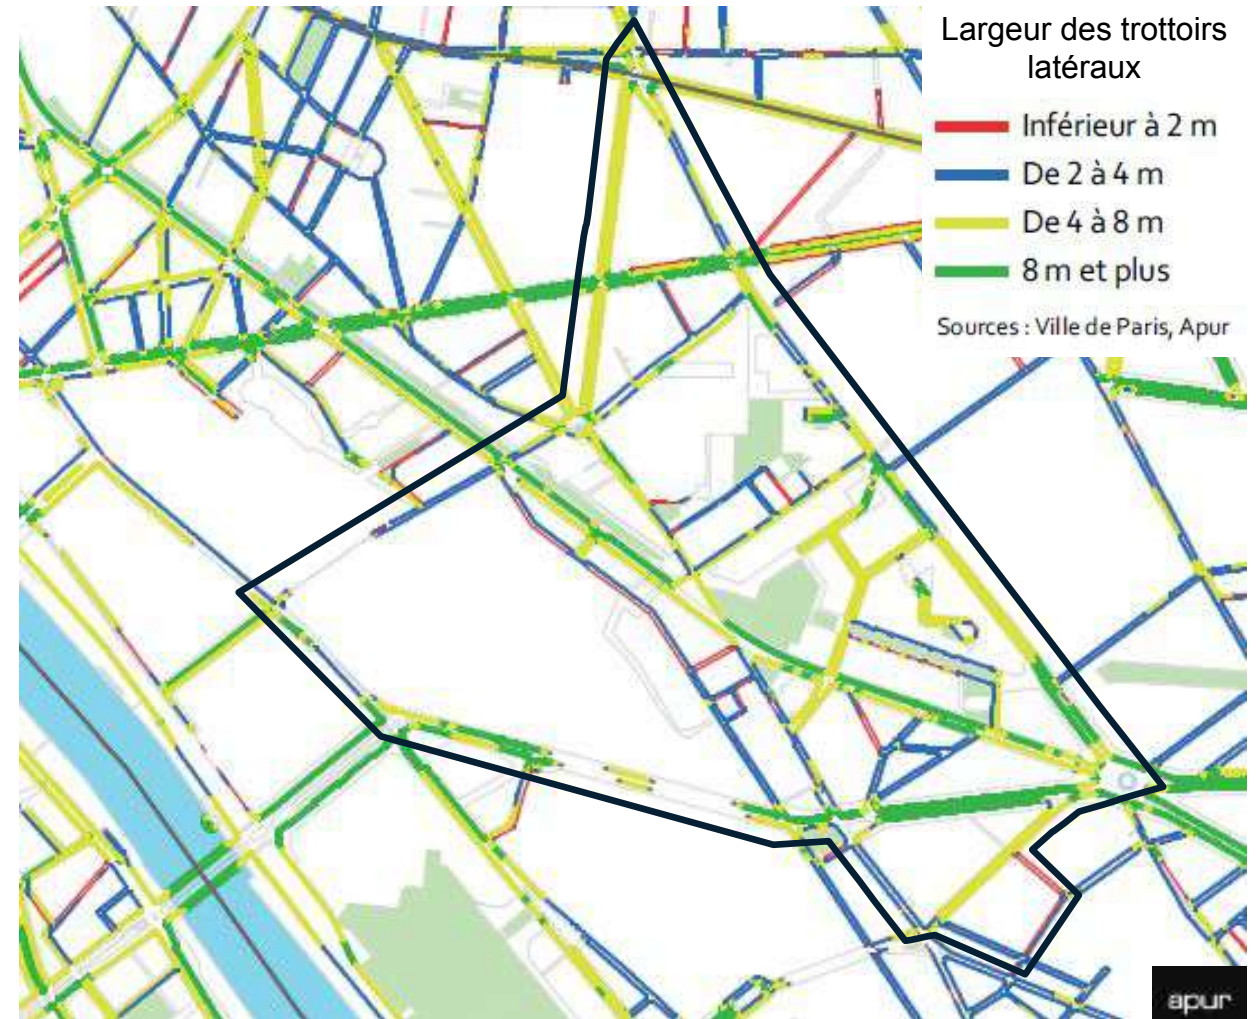 Largeur des trottoirs
latéraux
Inférieur à 2 m
De 2 à 4 m
De 4 à 8 m
8 m et plus
Sources : Ville de Paris, Apur
apur